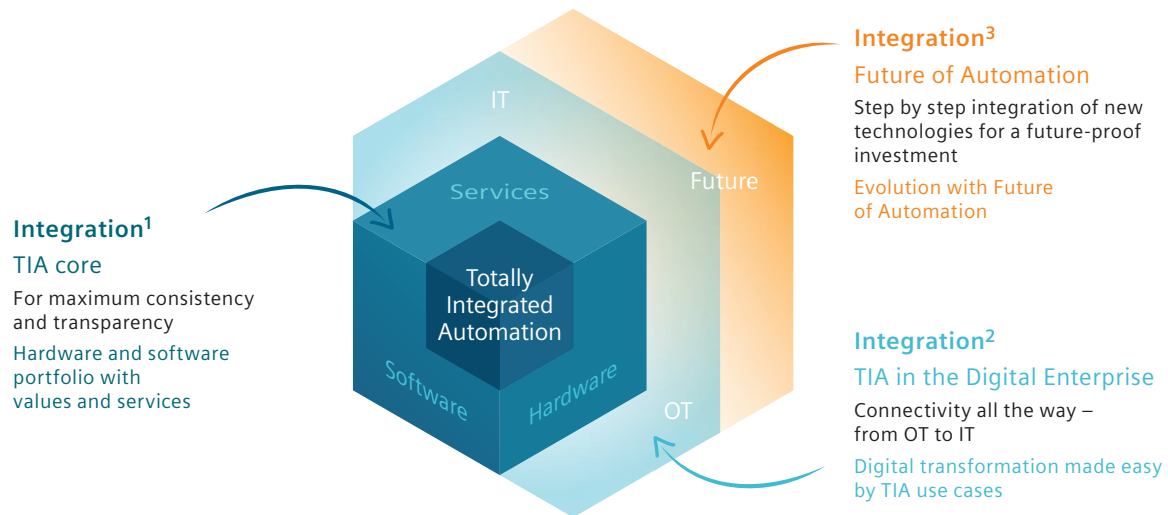 Integration¹
TIA core
For maximum consistency
and transparency
Hardware and software
portfolio with
values and services
IT
Services
Totally
Integrated
Automation
Software
Hardware
OT
Future
Integration³
Future of Automation
Step by step integration of new
technologies for a future-proof
investment
Evolution with Future
of Automation
Integration²
TIA in the Digital Enterprise
Connectivity all the way –
from OT to IT
Digital transformation made easy
by TIA use cases